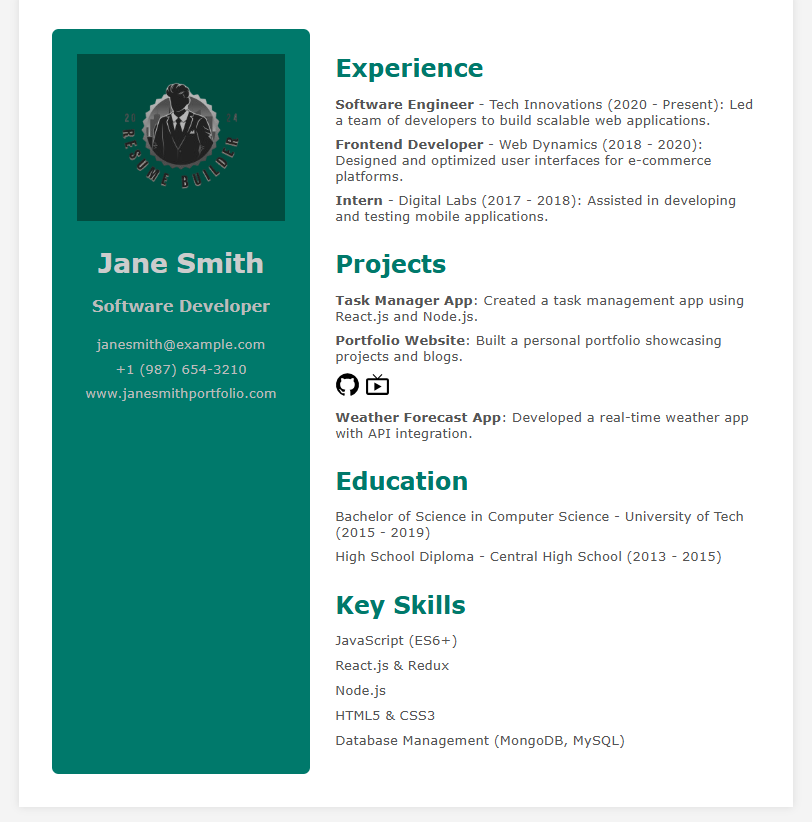 20 24
RESUME BUILDER
Jane Smith
Software Developer
janesmith@example.com
+1 (987) 654-3210
www.janesmithportfolio.com
Experience
Software Engineer - Tech Innovations (2020 - Present): Led
a team of developers to build scalable web applications.
Frontend Developer - Web Dynamics (2018 - 2020):
Designed and optimized user interfaces for e-commerce
platforms.
Intern - Digital Labs (2017 - 2018): Assisted in developing
and testing mobile applications.
Projects
Task Manager App: Created a task management app using
React.js and Node.js.
Portfolio Website: Built a personal portfolio showcasing
projects and blogs.
Weather Forecast App: Developed a real-time weather app
with API integration.
Education
Bachelor of Science in Computer Science - University of Tech
(2015 - 2019)
High School Diploma - Central High School (2013 - 2015)
Key Skills
JavaScript (ES6+)
React.js & Redux
Node.js
HTML5 & CSS3
Database Management (MongoDB, MySQL)